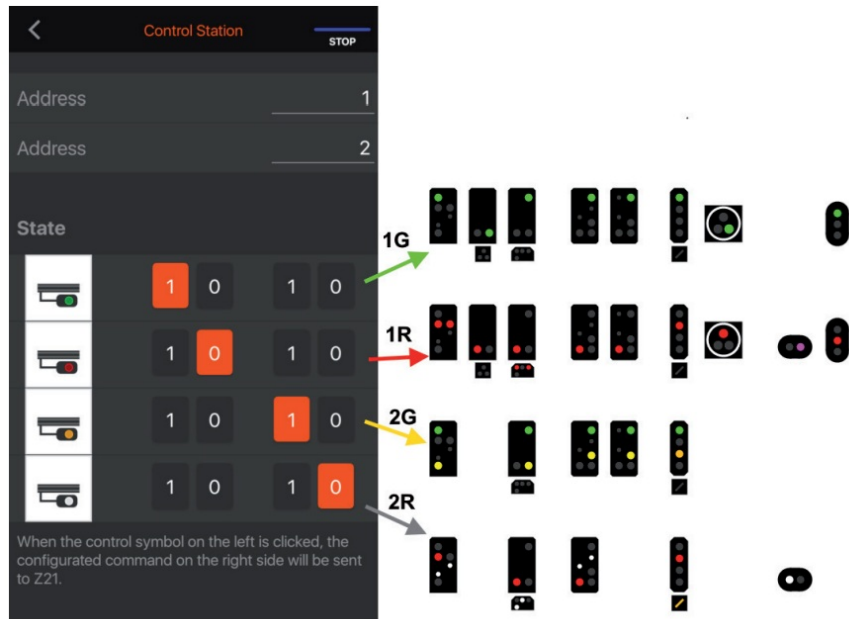 Control Station
STOP
Address 1
Address 2
State
1 0 1 0
1 0 1 0
1 0 1 0
1 0 1 0
When the control symbol on the left is clicked, the
configurated command on the right side will be sent
to Z21.
1G
1R
2G
2R